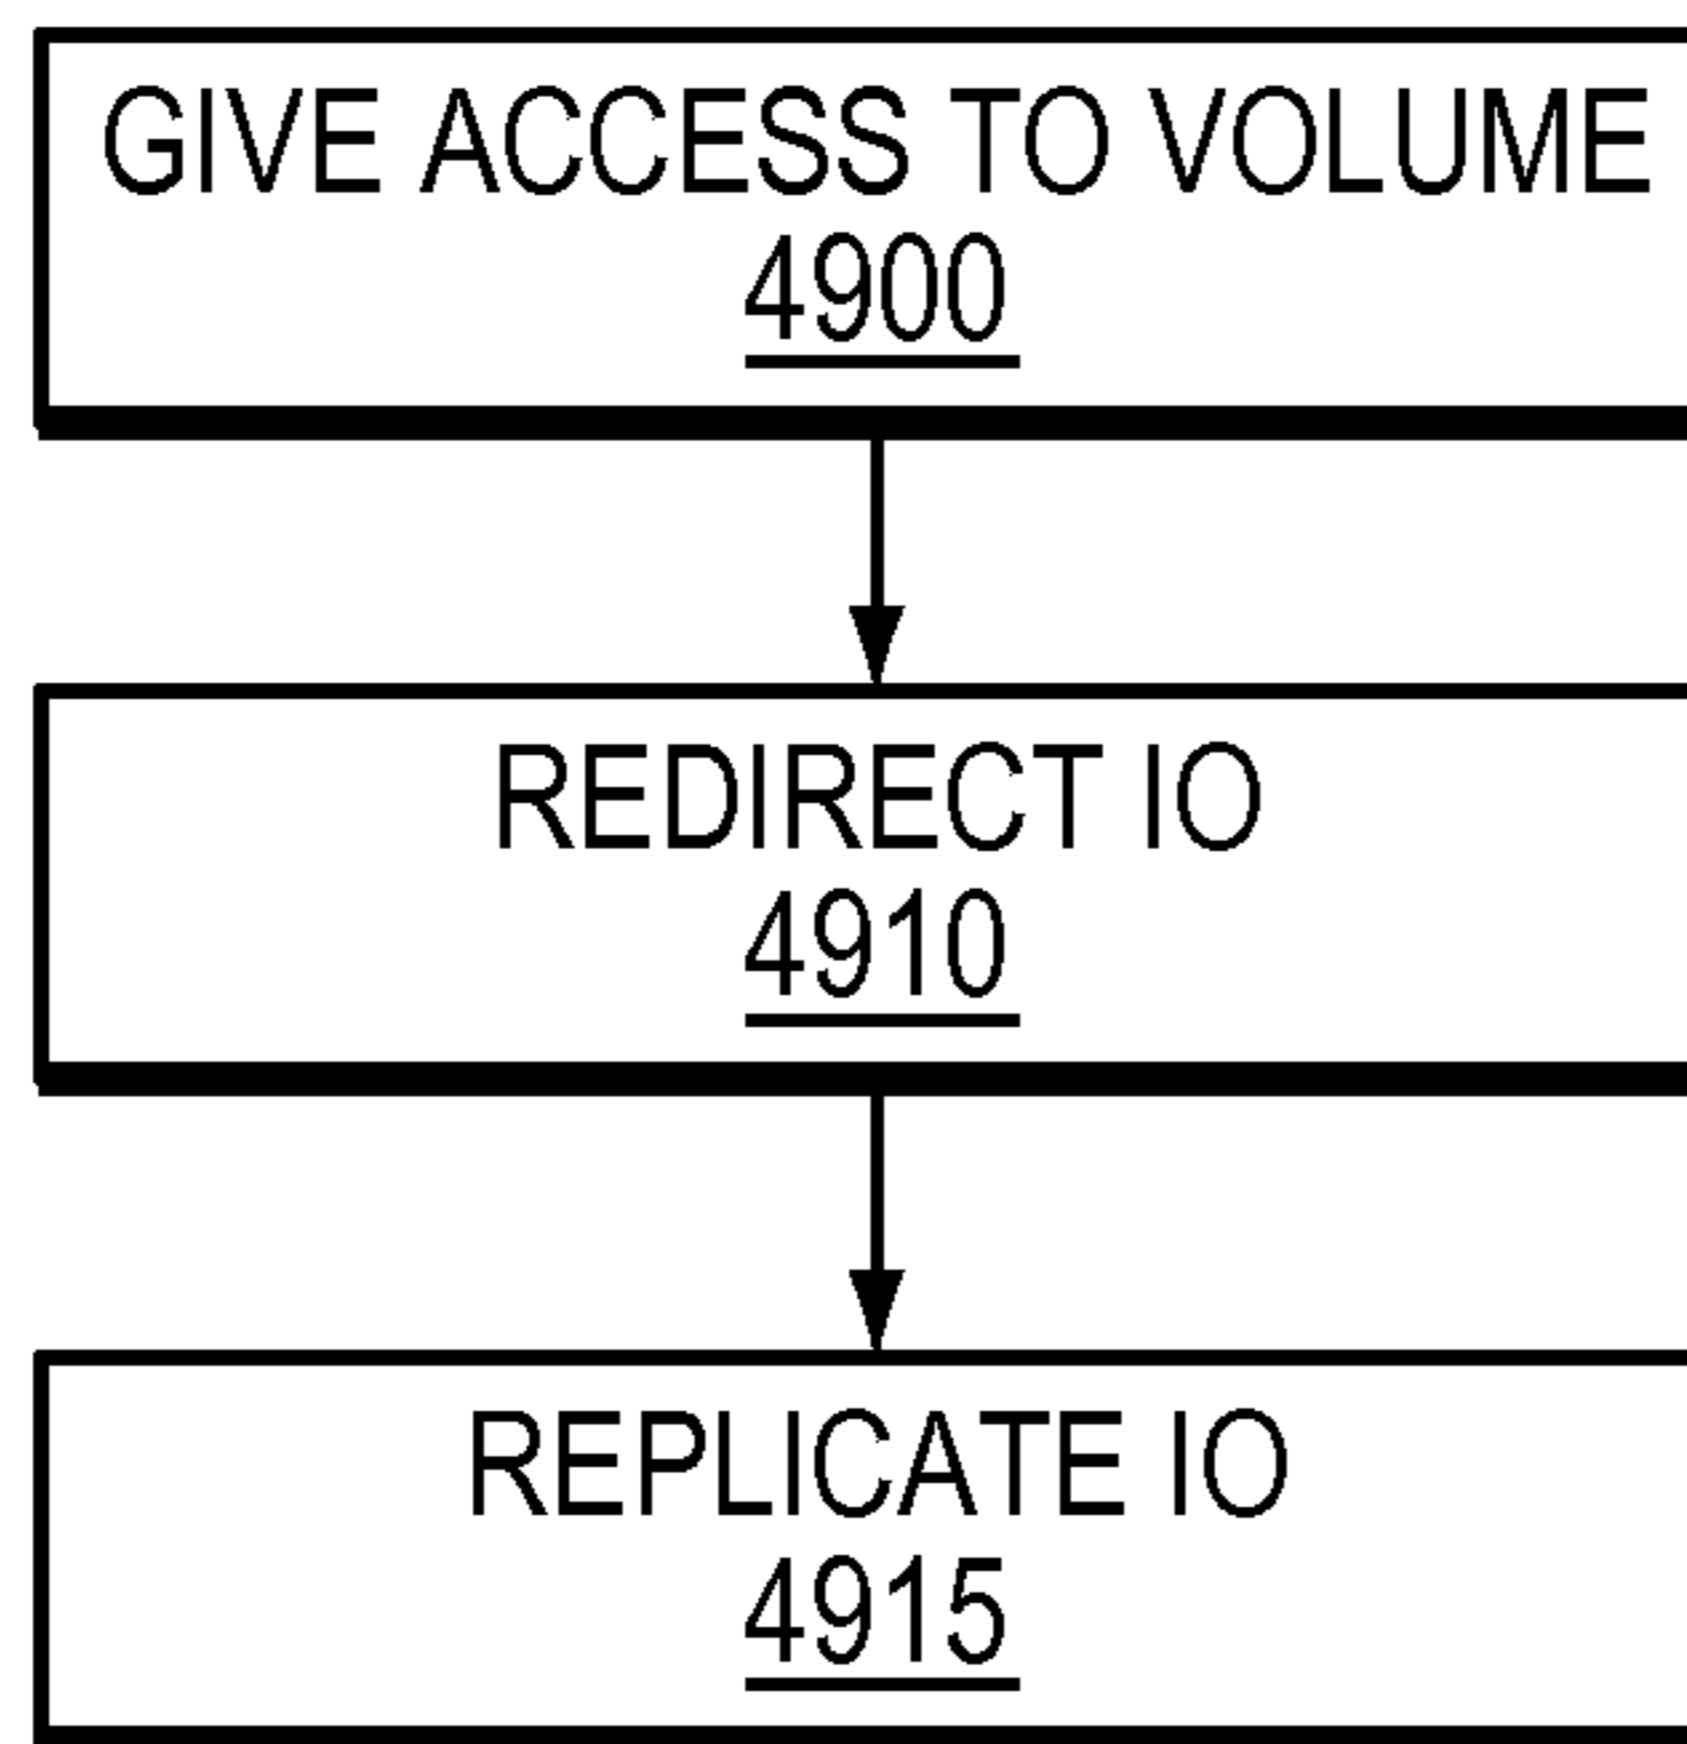 GIVE ACCESS TO VOLUME
4900
REDIRECT IO
4910
REPLICATE IO
4915